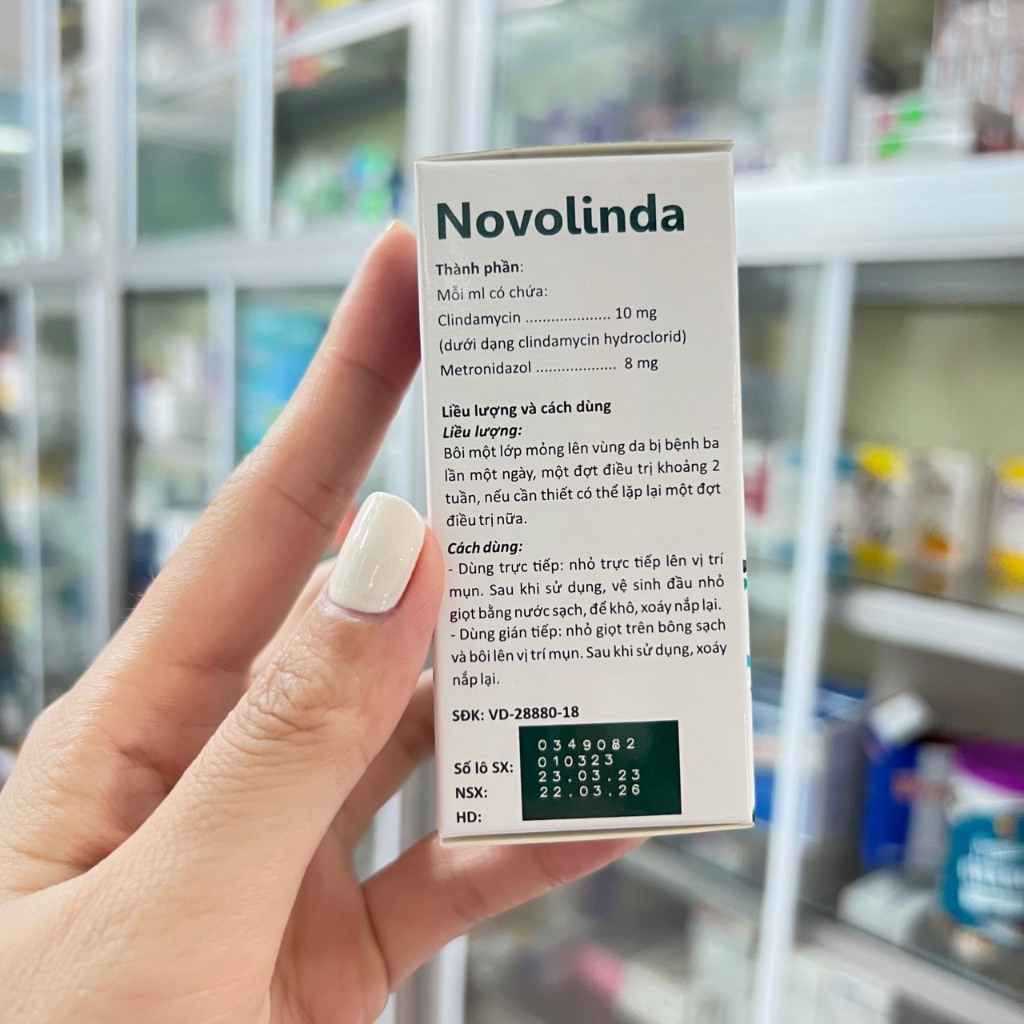 Novolinda
Thành phần:
Mỗi ml có chứa:
Clindamycin .................... 10 mg
(dưới dạng clindamycin hydroclorid)
Metronidazol ................... 8 mg
Liều lượng và cách dùng
Liều lượng:
Bôi một lớp mỏng lên vùng da bị bệnh ba
lần một ngày, một đợt điều trị khoảng 2
tuần, nếu cần thiết có thể lặp lại một đợt
điều trị nữa.
Cách dùng:
- Dùng trực tiếp: nhỏ trực tiếp lên vị trí
mụn. Sau khi sử dụng, vệ sinh đầu nhỏ
giọt bằng nước sạch, để khô, xoáy nắp lại.
- Dùng gián tiếp: nhỏ giọt trên bông sạch
và bôi lên vị trí mụn. Sau khi sử dụng, xoáy
nắp lại.
SĐK: VD-28880-18
0349082
Số lô SX: 010323
NSX: 23.03.23
HD: 22.03.26